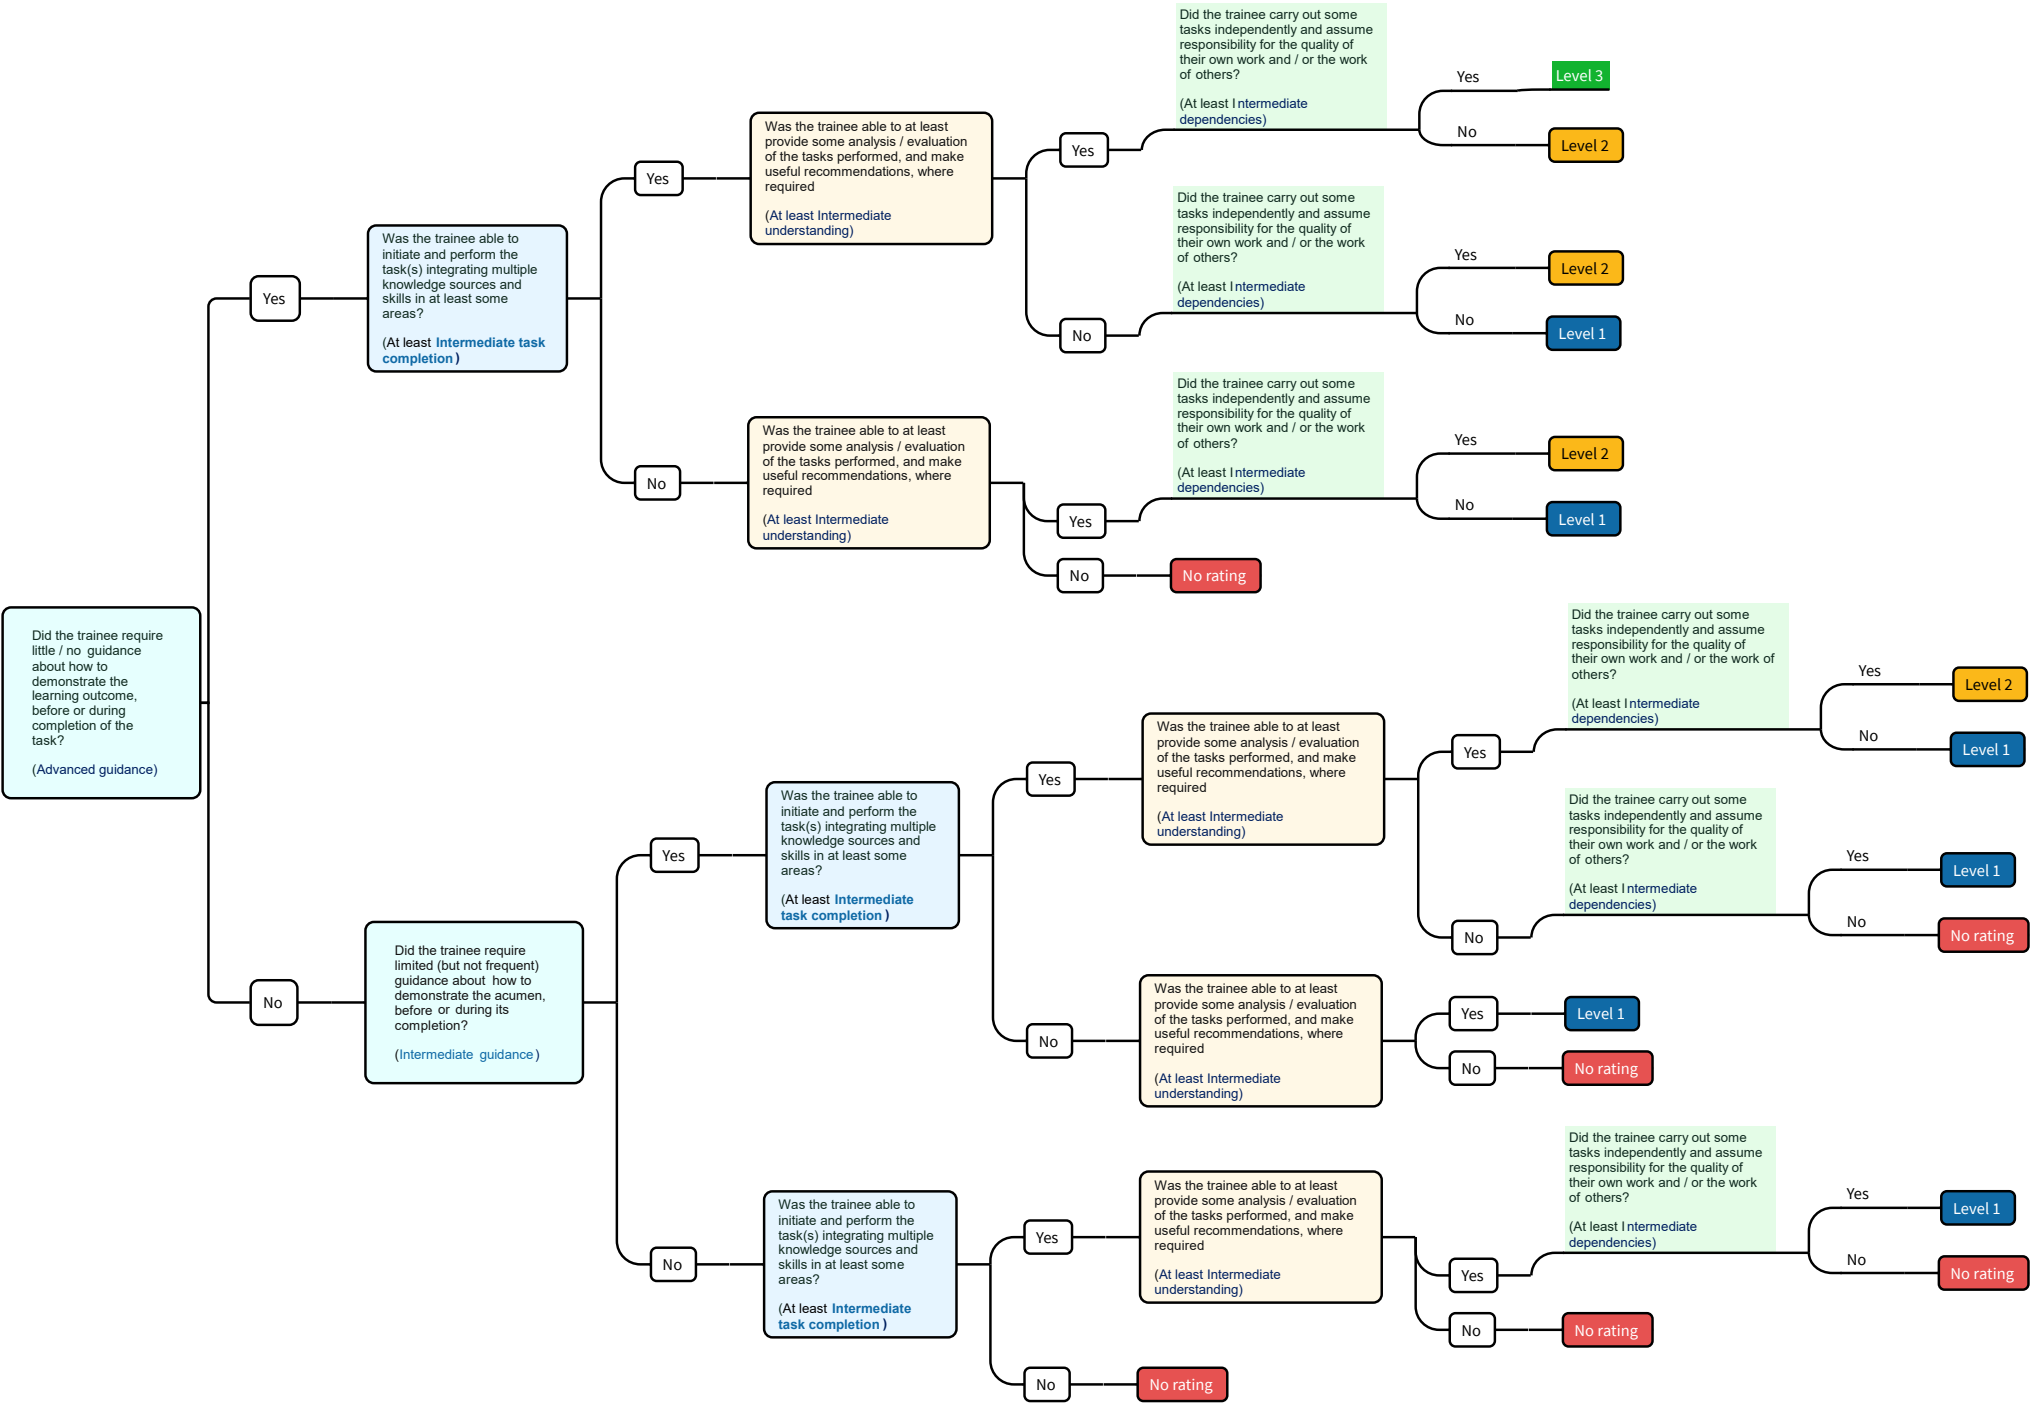 Did the trainee require
little / no guidance
about how to
demonstrate the
learning outcome,
before or during
completion of the
task?
(Advanced guidance)
Yes
Was the trainee able to
initiate and perform the
task(s) integrating multiple
knowledge sources and
skills in at least some
areas?
(At least Intermediate task
completion)
Yes
Was the trainee able to at least
provide some analysis / evaluation
of the tasks performed, and make
useful recommendations, where
required
(At least Intermediate
understanding)
Yes
Did the trainee carry out some
tasks independently and assume
responsibility for the quality of
their own work and / or the work
of others?
(At least Intermediate
dependencies)
Yes
Level 3
No
Level 2
No
Did the trainee carry out some
tasks independently and assume
responsibility for the quality of
their own work and / or the work
of others?
(At least Intermediate
dependencies)
Yes
Level 2
No
Level 1
No
Was the trainee able to at least
provide some analysis / evaluation
of the tasks performed, and make
useful recommendations, where
required
(At least Intermediate
understanding)
Yes
Did the trainee carry out some
tasks independently and assume
responsibility for the quality of
their own work and / or the work
of others?
(At least Intermediate
dependencies)
Yes
Level 2
No
Level 1
No
No rating
No
Did the trainee require
limited (but not frequent)
guidance about how to
demonstrate the acumen,
before or during its
completion?
(Intermediate guidance)
Yes
Was the trainee able to
initiate and perform the
task(s) integrating multiple
knowledge sources and
skills in at least some
areas?
(At least Intermediate
task completion)
Yes
Was the trainee able to at least
provide some analysis / evaluation
of the tasks performed, and make
useful recommendations, where
required
(At least Intermediate
understanding)
Yes
Did the trainee carry out some
tasks independently and assume
responsibility for the quality of
their own work and / or the work of
others?
(At least Intermediate
dependencies)
Yes
Level 2
No
Level 1
No
Did the trainee carry out some
tasks independently and assume
responsibility for the quality of
their own work and / or the work
of others?
(At least Intermediate
dependencies)
Yes
Level 1
No
No rating
No
Was the trainee able to at least
provide some analysis / evaluation
of the tasks performed, and make
useful recommendations, where
required
(At least Intermediate
understanding)
Yes
Level 1
No
No rating
No
Was the trainee able to
initiate and perform the
task(s) integrating multiple
knowledge sources and
skills in at least some
areas?
(At least Intermediate
task completion)
Yes
Was the trainee able to at least
provide some analysis / evaluation
of the tasks performed, and make
useful recommendations, where
required
(At least Intermediate
understanding)
Yes
Did the trainee carry out some
tasks independently and assume
responsibility for the quality of
their own work and / or the work
of others?
(At least Intermediate
dependencies)
Yes
Level 1
No
No rating
No
No rating
No
No rating